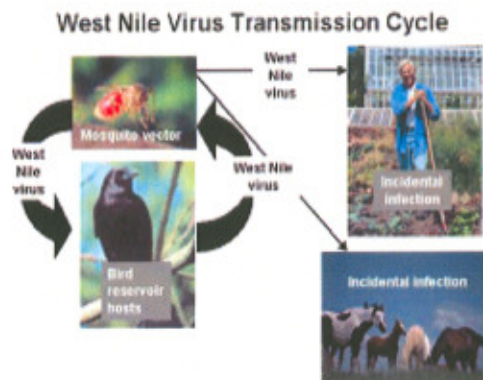 West Nile Virus Transmission Cycle
West
Nile
virus
Mosquito vector
West
Nile
virus
West Nile
virus
Incidental
infection
Bird
reservoir
hosts
Incidental infection